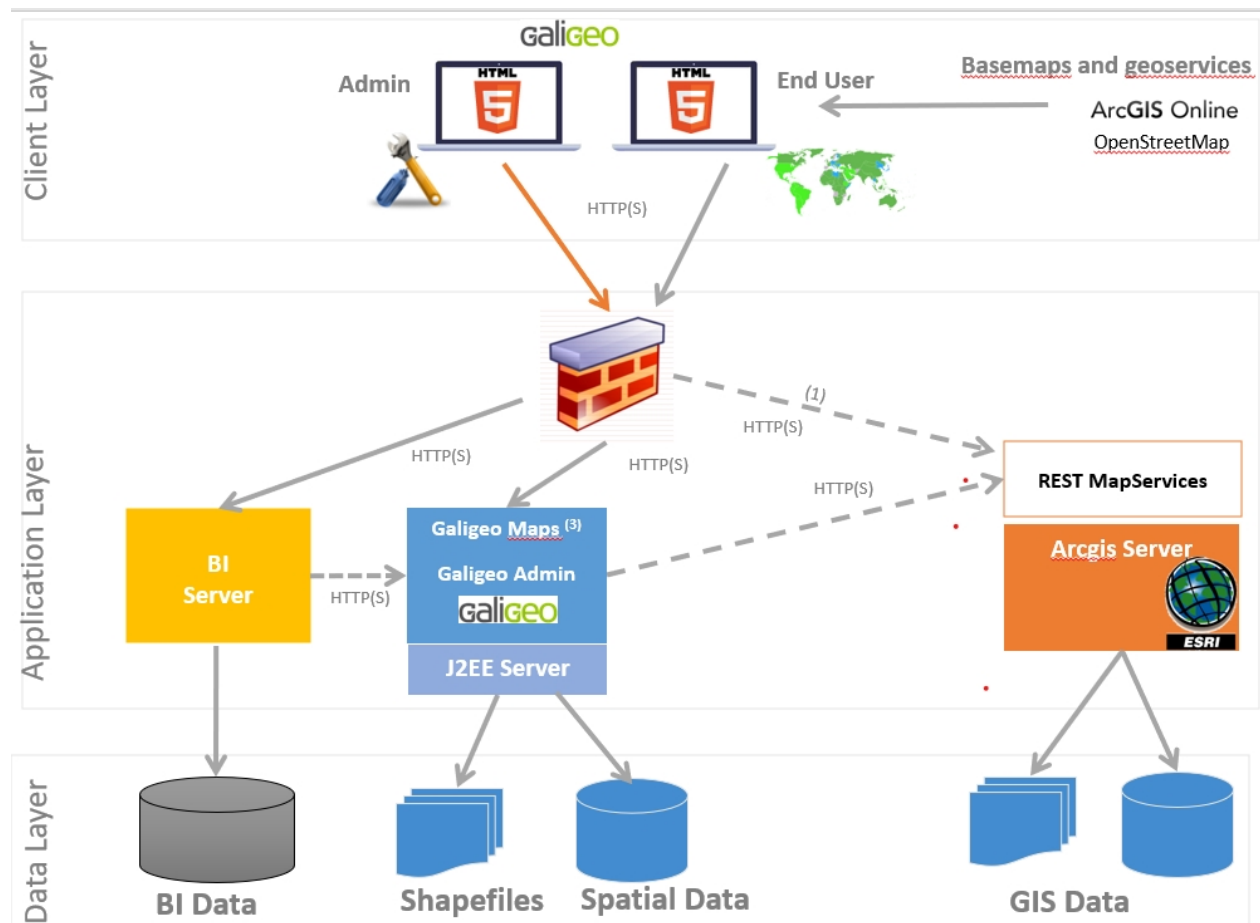 Client Layer
GaliGEO
Admin
HTML
5
HTML
5
End User
Basemaps and geoservices
ArcGIS Online
OpenStreetMap
HTTP(S)
Application Layer
(1)
HTTP(S)
HTTP(S)
HTTP(S)
HTTP(S)
REST MapServices
BI
Server
HTTP(S)
Galigeo Maps (3)
Galigeo Admin
GaliGEO
J2EE Server
Arcgis Server
ESRI
Data Layer
BI Data
Shapefiles
Spatial Data
GIS Data